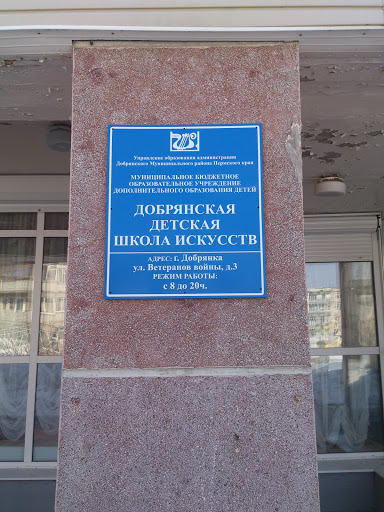 Управление образования администрации
Добрянского Муниципального района Пермского края
МУНИЦИПАЛЬНОЕ БЮДЖЕТНОЕ
ОБРАЗОВАТЕЛЬНОЕ УЧРЕЖДЕНИЕ
ДОПОЛНИТЕЛЬНОГО ОБРАЗОВАНИЯ ДЕТЕЙ
ДОБРЯНСКАЯ
ДЕТСКАЯ
ШКОЛА ИСКУССТВ
АДРЕС: г. Добрянка
ул. Ветеранов войны, д.3
РЕЖИМ РАБОТЫ:
с 8 до 20ч.